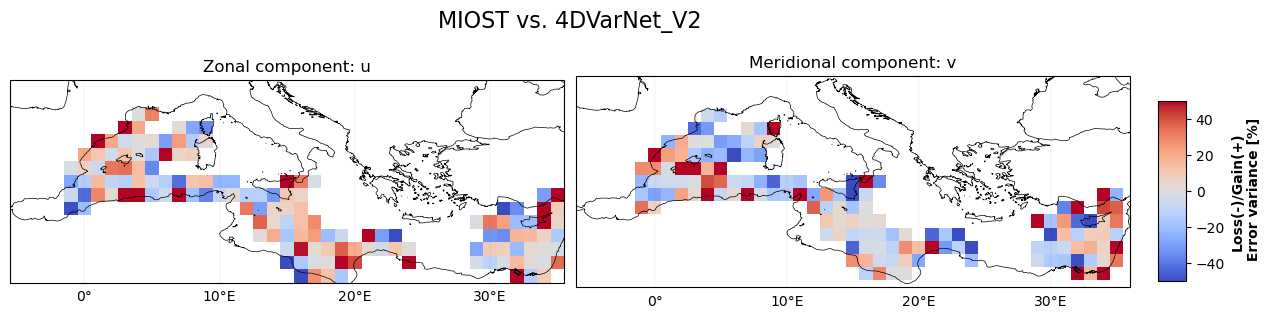 MIOST vs. 4DVarNet_V2
Zonal component: u
Meridional component: v
0°
10°E
20°E
30°E
0°
10°E
20°E
30°E
40
20
0
−20
−40
Loss(-)/Gain(+)
Error variance [%]